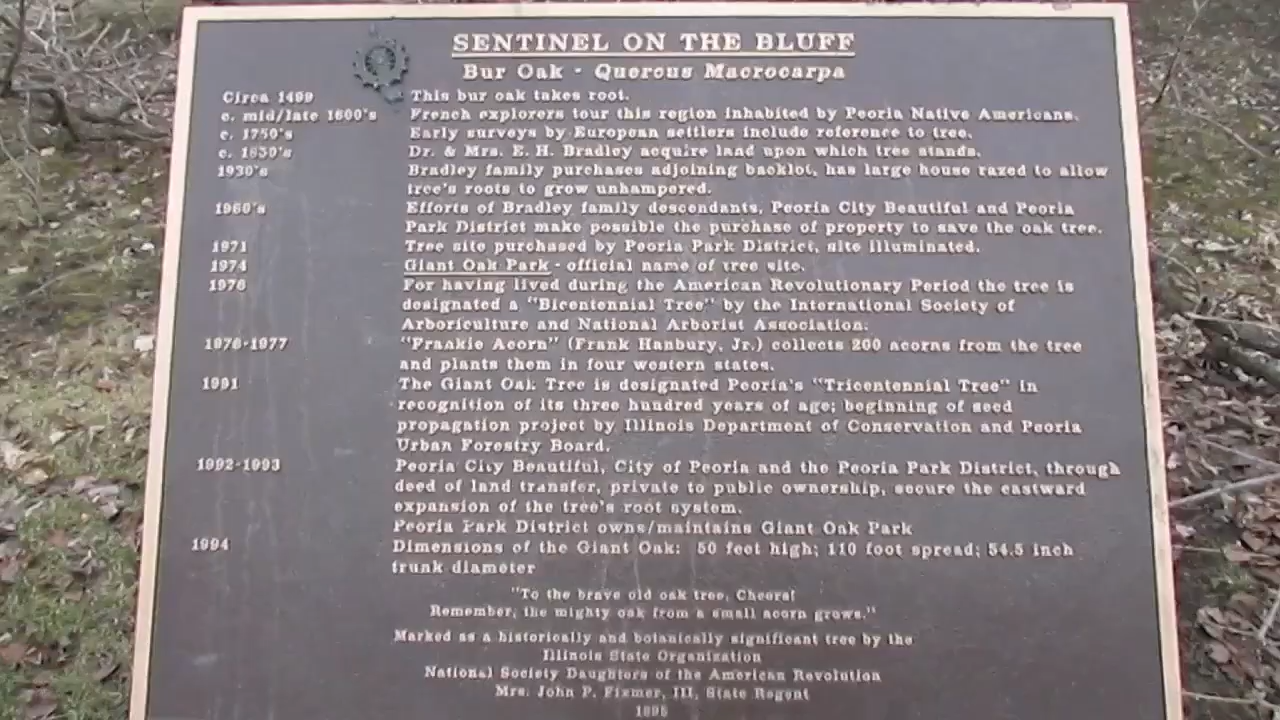 SENTINEL ON THE BLUFF
Bur Oak - Quercus Macrocarpa
Circa 1499 This bur oak takes root.
c. mid/late 1600's French explorers tour this region inhabited by Peoria Native Americans.
c. 1750's Early surveys by European settlers include reference to tree.
c. Dr. & Mrs. E. H. Bradley acquire land upon which tree stands.
1930's Bradley family purchases adjoining backlot, has large house razed to allow
tree's roots to grow unhampered.
1960's Efforts of Bradley family descendants, Peoria City Beautiful and Peoria
Park District make possible the purchase of property to save the oak tree.
1971 Tree site purchased by Peoria Park District, site illuminated.
1974 Giant Oak Park - official name of tree site.
1976 For having lived during the American Revolutionary Period the tree is
designated a "Bicentennial Tree" by the International Society of
Arboriculture and National Arborist Association.
1976-1977 "Frankie Acorn" (Frank Hanbury, Jr.) collects 200 acorns from the tree
and plants them in four western states.
1991 The Giant Oak Tree is designated Peoria's "Tricentennial Tree" in
recognition of its three hundred years of age; beginning of seed
propagation project by Illinois Department of Conservation and Peoria
Urban Forestry Board.
1992-1993 Peoria City Beautiful, City of Peoria and the Peoria Park District, through
deed of land transfer, private to public ownership, secure the eastward
expansion of the tree's root system.
Peoria Park District owns/maintains Giant Oak Park
1994 Dimensions of the Giant Oak: 50 feet high; 110 foot spread; 54.5 inch
trunk diameter
"To the brave old oak tree, Cheers!
Remember, the mighty oak from a small acorn grows."
Marked as a historically and botanically significant tree by the
Illinois State Organization
National Society Daughters of the American Revolution
Mrs. John P. Fixmer, III, State Regent